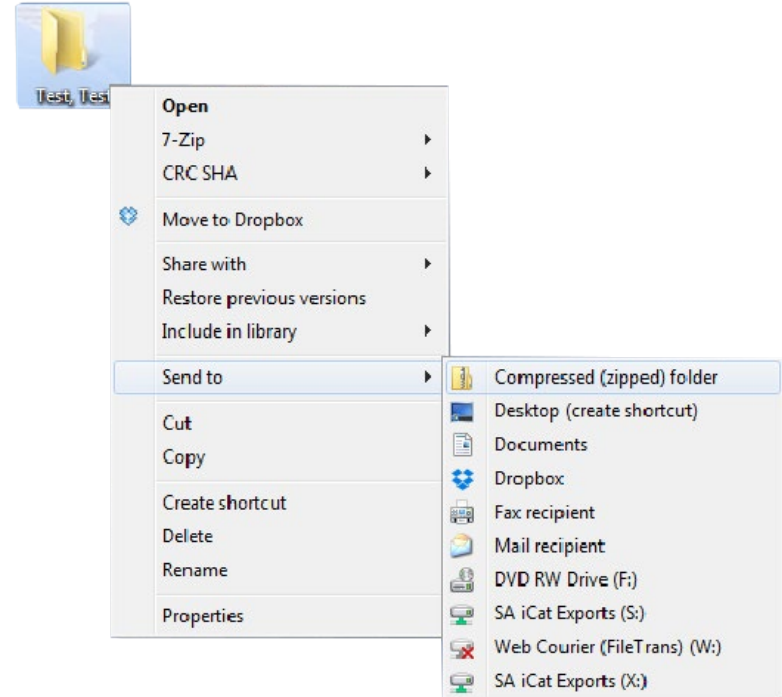 Test, Test
Open
7-Zip
CRC SHA
Move to Dropbox
Share with
Restore previous versions
Include in library
Send to
Cut
Copy
Create shortcut
Delete
Rename
Properties
Compressed (zipped) folder
Desktop (create shortcut)
Documents
Dropbox
Fax recipient
Mail recipient
DVD RW Drive (F:)
SA iCat Exports (S:)
Web Courier (FileTrans) (W:)
SA iCat Exports (X:)